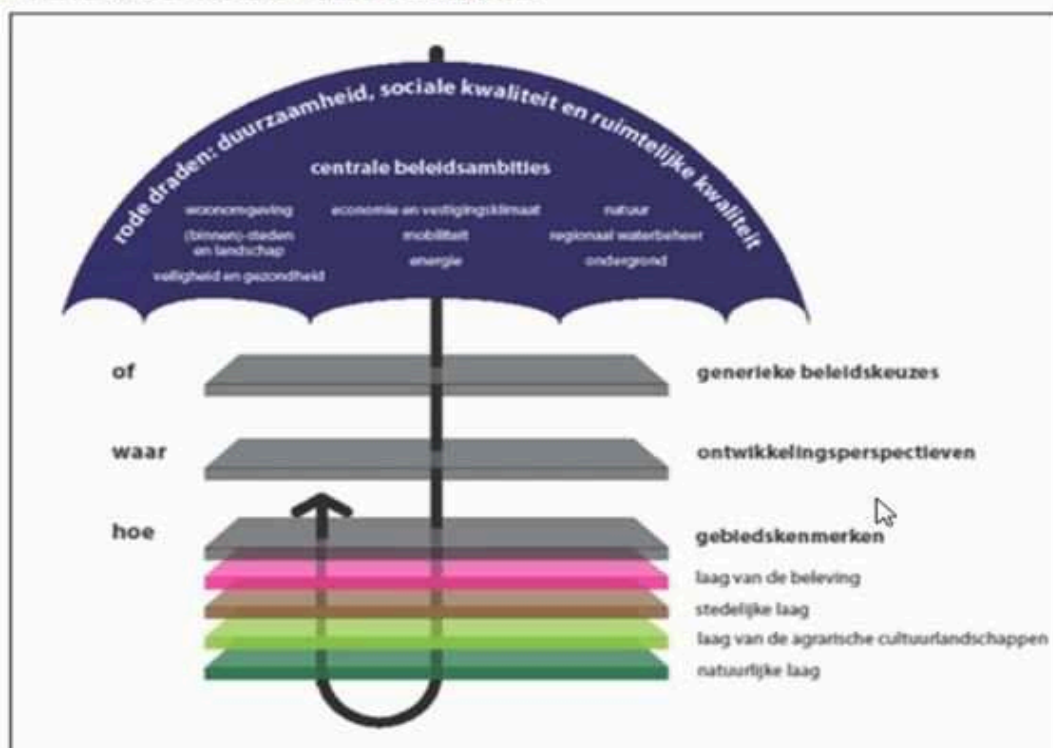 rode draden: duurzaamheid, sociale kwaliteit en ruimtelijke kwaliteit
centrale beleidsambities
woonomgeving
(binnen)-steden
en landschap
veiligheid en gezondheid
economie en vestigingsklimaat
mobiliteit
energie
natuur
regionaal waterbeheer
ondergrond
of
generieke beleidskeuzes
waar
ontwikkelingsperspectieven
hoe
gebiedskenmerken
laag van de beleving
stedelijke laag
laag van de agrarische cultuurlandschappen
natuurlijke laag